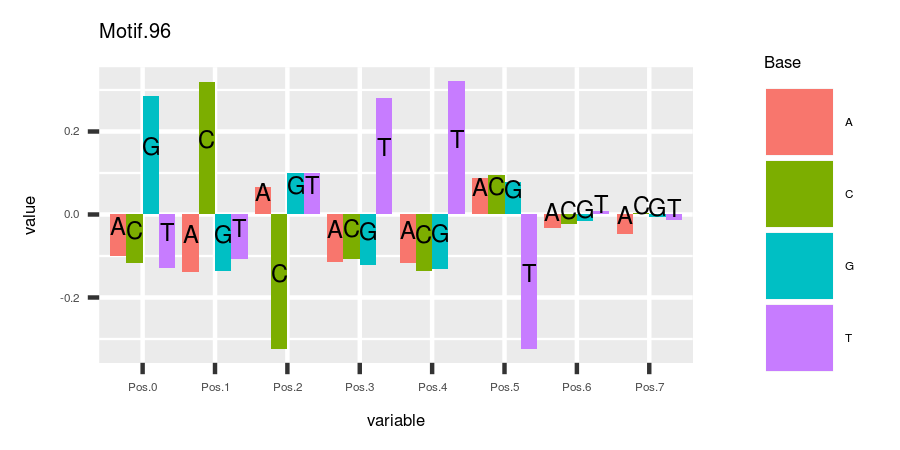 Motif.96
value
0.2
0.0
-0.2
A C G T
A C G T
A C G T
A C G T
A C G T
A C G T
A C G T
A C G T
Pos.0 Pos.1 Pos.2 Pos.3 Pos.4 Pos.5 Pos.6 Pos.7
variable
Base
A
C
G
T